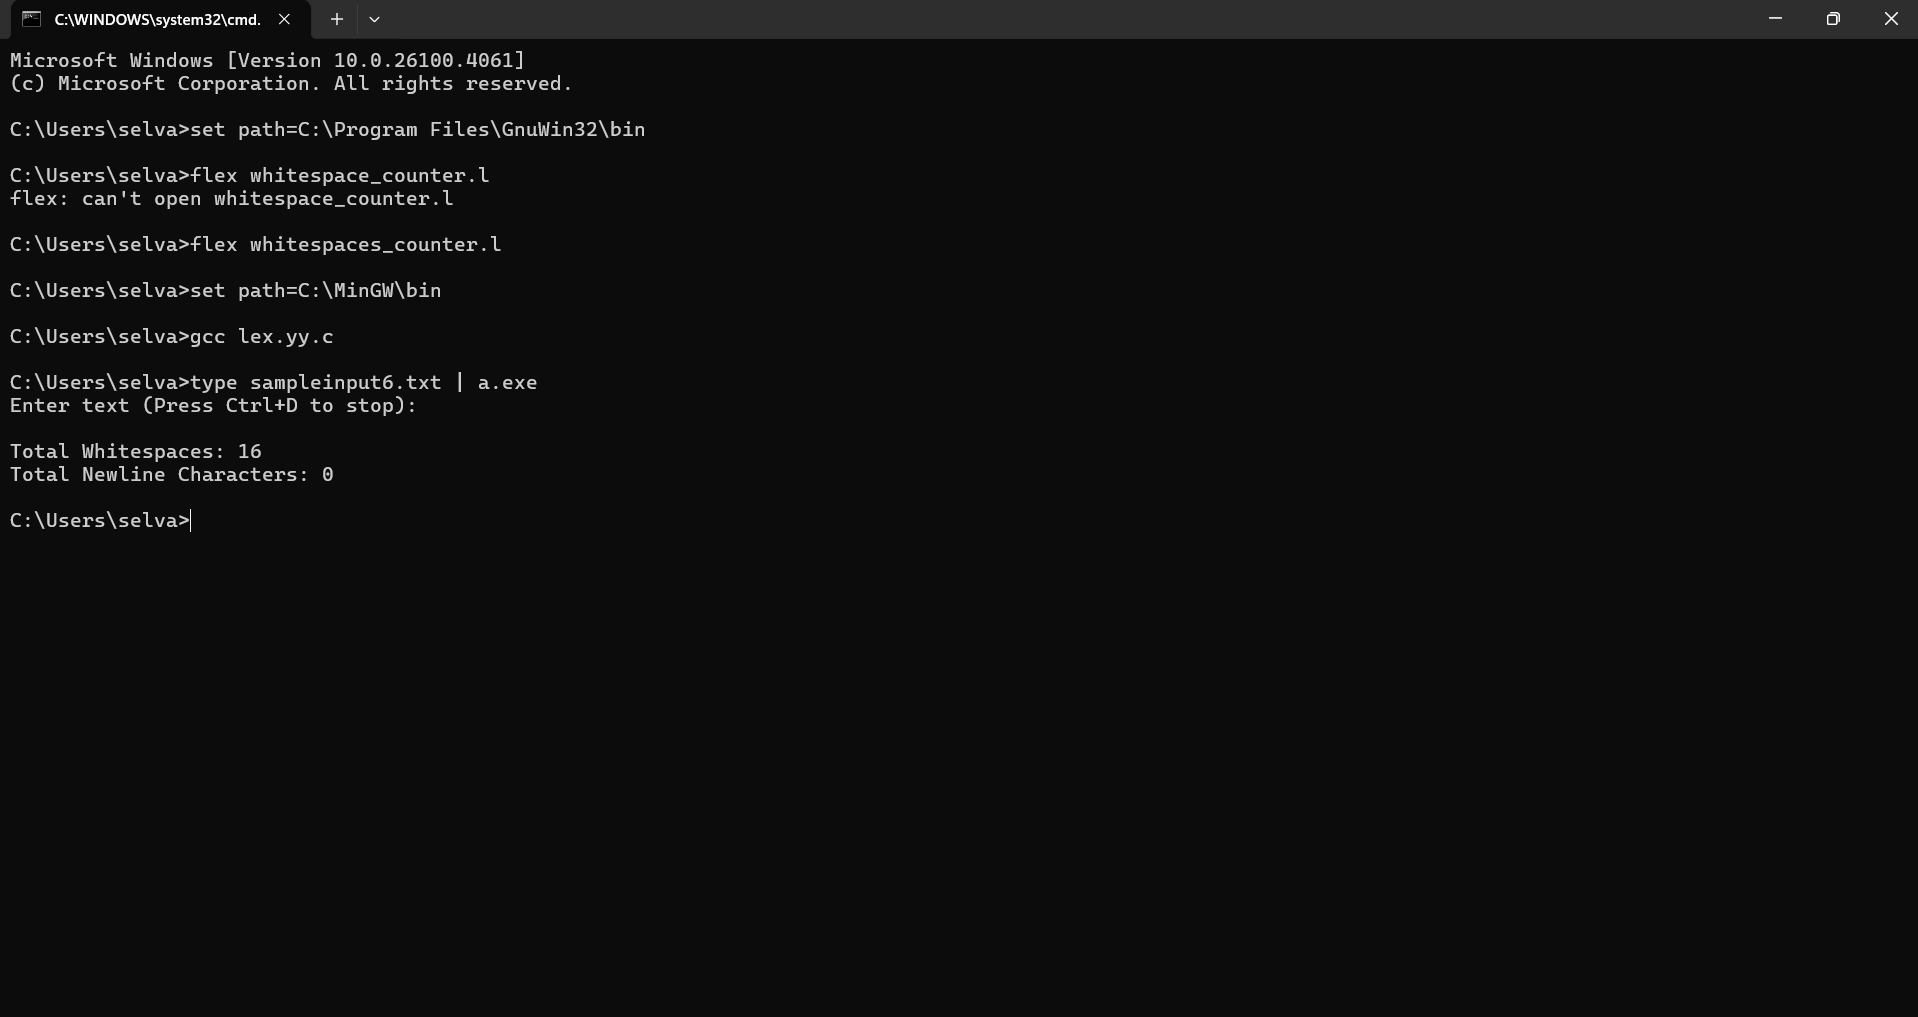 C:\WINDOWS\system32\cmd.
Microsoft Windows [Version 10.0.26100.4061]
(c) Microsoft Corporation. All rights reserved.
C:\Users\selva>set path=C:\Program Files\GnuWin32\bin
C:\Users\selva>flex whitespace_counter.l
flex: can't open whitespace_counter.l
C:\Users\selva>flex whitespaces_counter.l
C:\Users\selva>set path=C:\MinGW\bin
C:\Users\selva>gcc lex.yy.c
C:\Users\selva>type sampleinput6.txt | a.exe
Enter text (Press Ctrl+D to stop):
Total Whitespaces: 16
Total Newline Characters: 0
C:\Users\selva>